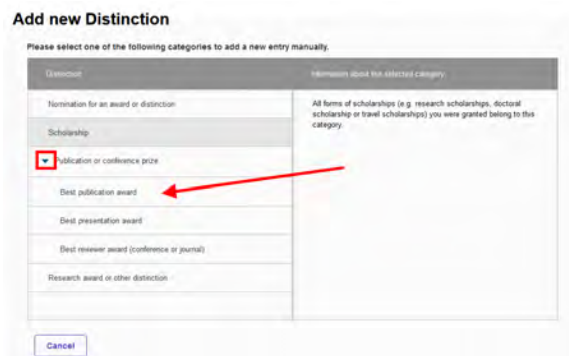 Add new Distinction
Please select one of the following categories to add a new entry manually.
Distinction
Information about the selected category
Nomination for an award or distinction
All forms of scholarships (e.g. research scholarships, doctoral
scholarship or travel scholarships) you were granted belong to this
category.
Scholarship
Publication or conference prize
Best publication award
Best presentation award
Best reviewer award (conference or journal)
Research award or other distinction
Cancel